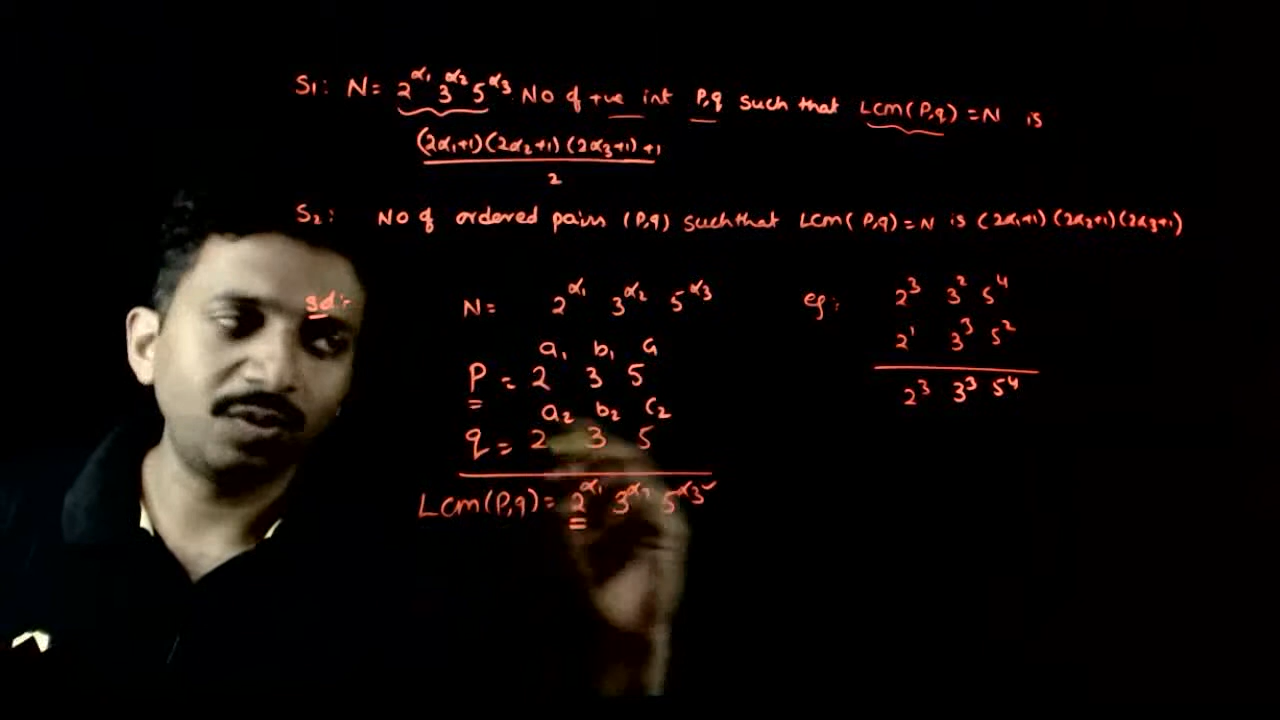 S1: N = 2^α1 3^α2 5^α3. No of +ve int P,q such that Lcm(P,q) = N is
(2α1+1)(2α2+1)(2α3+1)+1
2
S2: No of ordered pairs (P,q) such that Lcm(P,q) = N is (2α1+1)(2α2+1)(2α3+1)
Sol:-
N = 2^α1 3^α2 5^α3
P = 2^a1 3^b1 5^c1
q = 2^a2 3^b2 5^c2
Lcm(P,q) = 2^α1 3^α2 5^α3
eg: 2^3 3^2 5^4
2^1 3^3 5^2
2^3 3^3 5^4